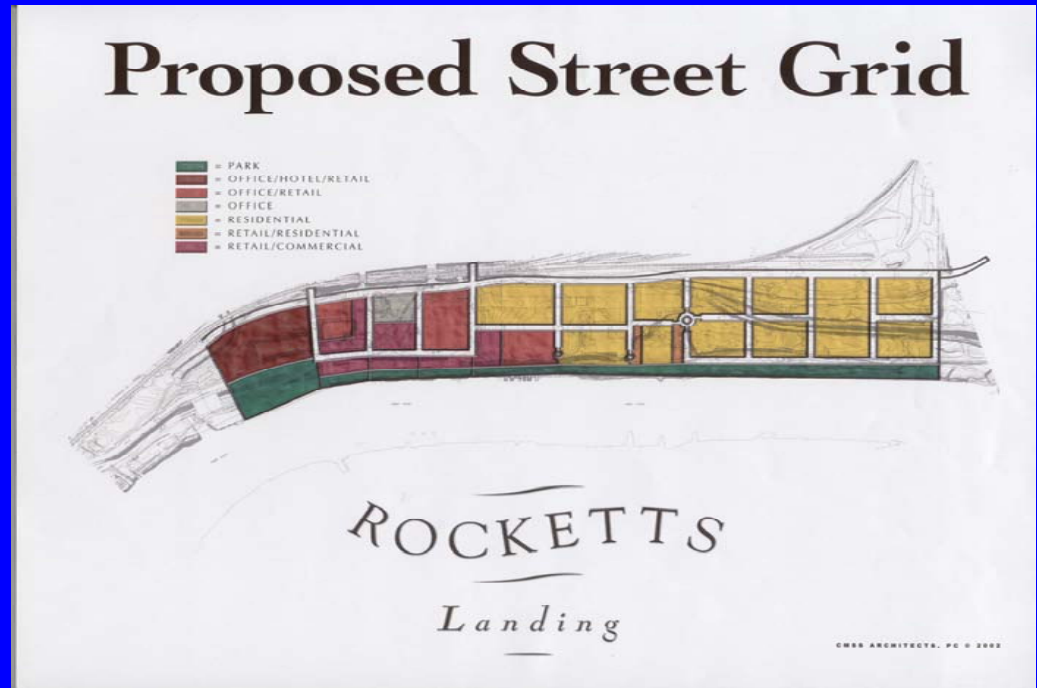 Proposed Street Grid
= PARK
= OFFICE/HOTEL/RETAIL
= OFFICE/RETAIL
= OFFICE
= RESIDENTIAL
= RETAIL/RESIDENTIAL
= RETAIL/COMMERCIAL
ROCKETTS
Landing
CMSS ARCHITECTS, PC © 2002